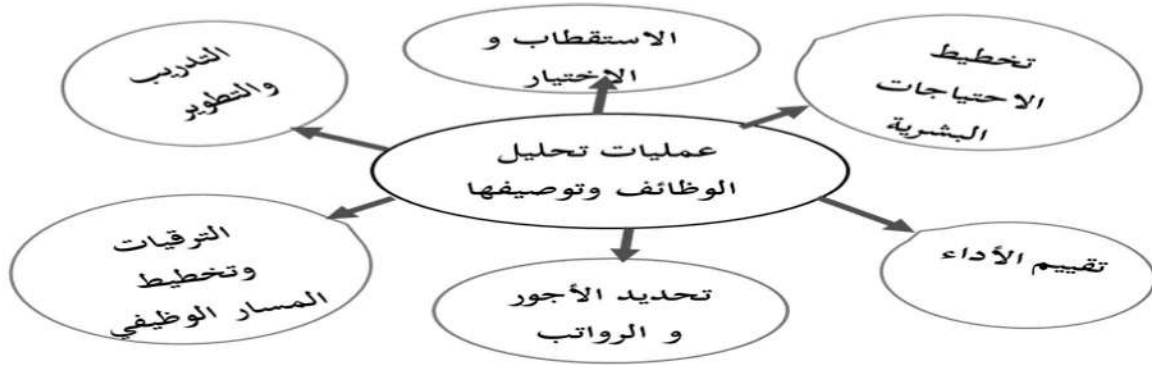 تخطيط
الاحتياجات
البشرية
الاستقطاب و
الاختيار
التدريب
والتطوير
عمليات تحليل
الوظائف وتوصيفها
تقييم الأداء
تحديد الأجور
و الرواتب
الترقيات
وتخطيط
المسار الوظيفي